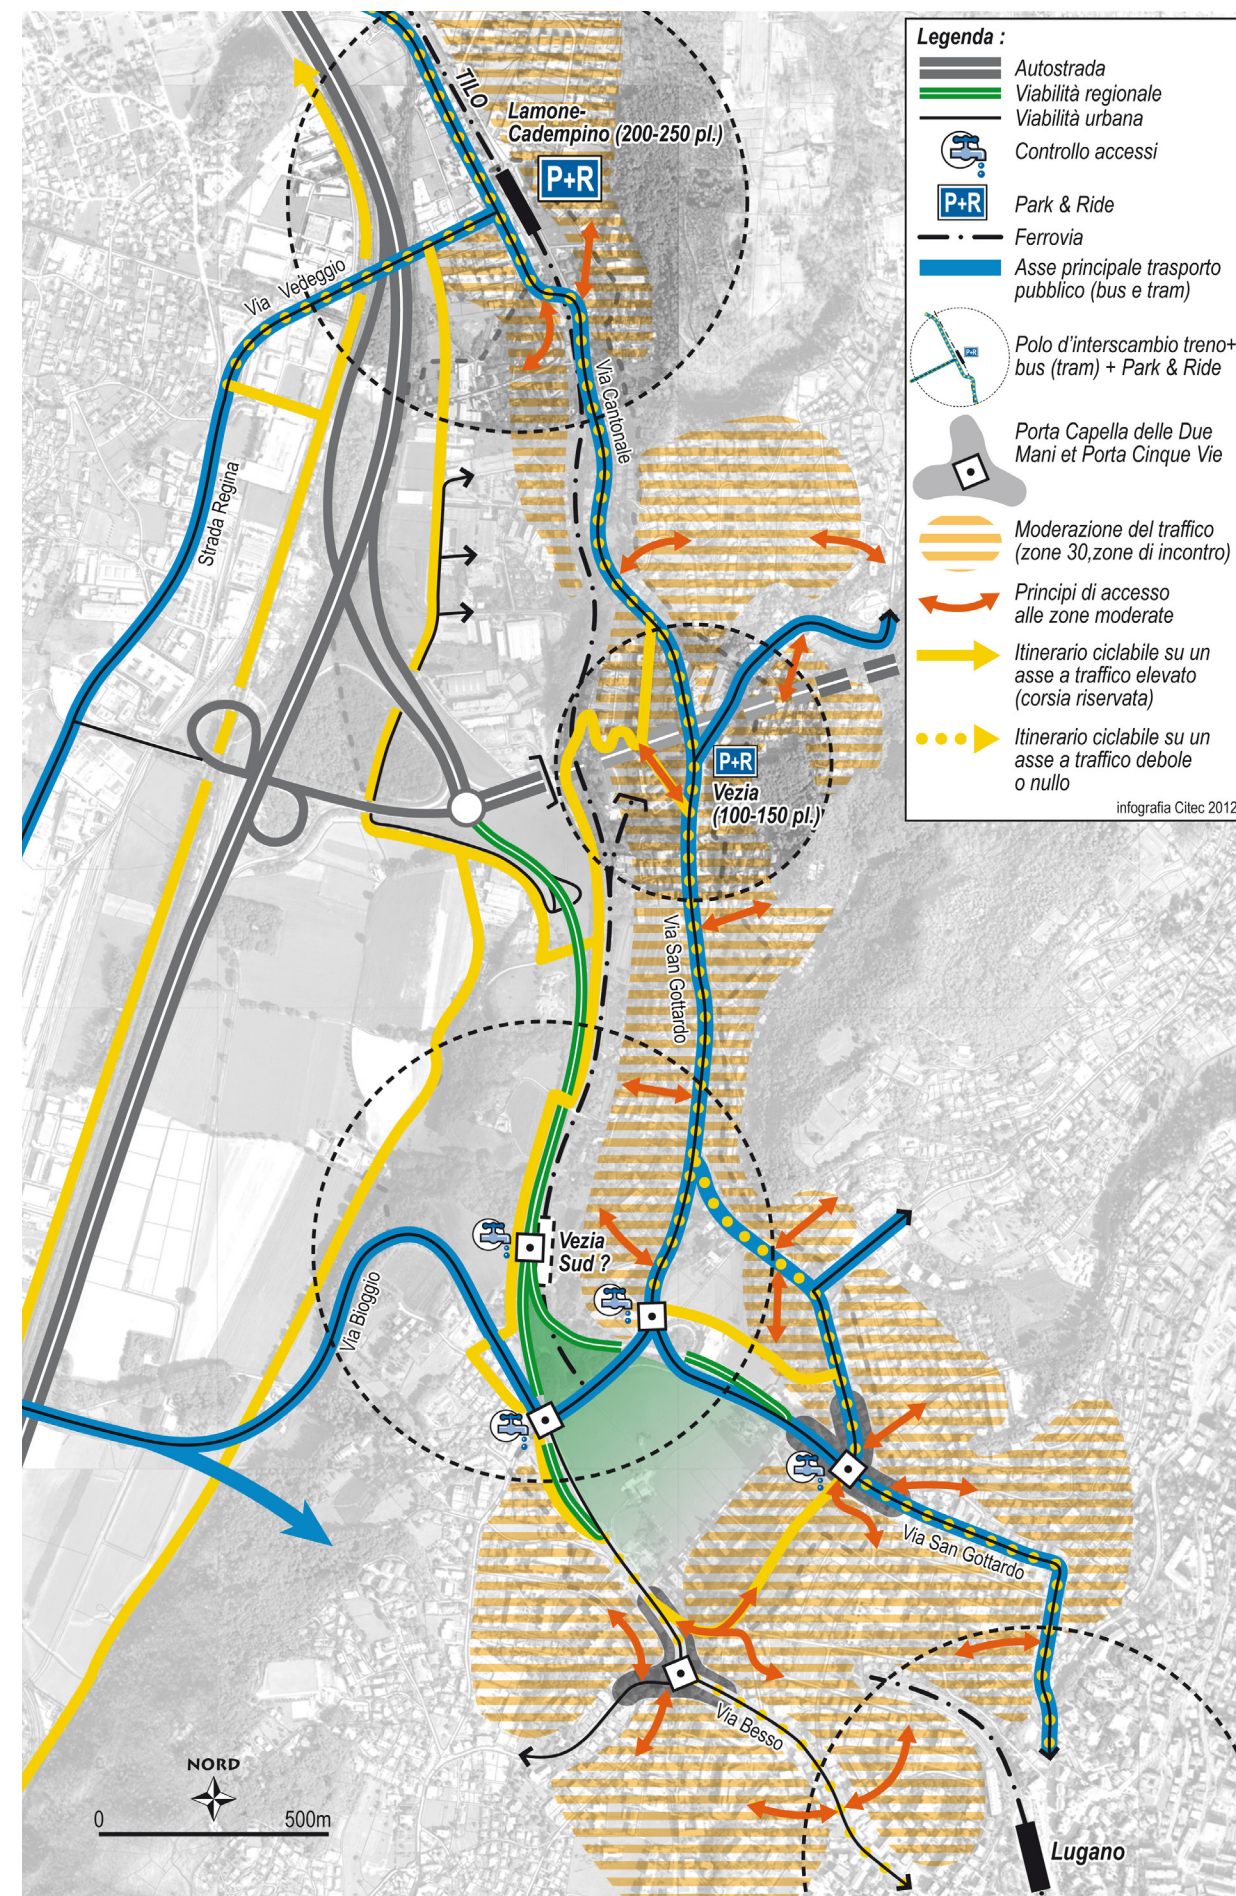 Legenda :
Autostrada
Viabilità regionale
Viabilità urbana
Controllo accessi
P+R
Park & Ride
Ferrovia
Asse principale trasporto
pubblico (bus e tram)
P+R
Polo d'interscambio treno+
bus (tram) + Park & Ride
Porta Capella delle Due
Mani et Porta Cinque Vie
Moderazione del traffico
(zone 30,zone di incontro)
Principi di accesso
alle zone moderate
Itinerario ciclabile su un
asse a traffico elevato
(corsia riservata)
Itinerario ciclabile su un
asse a traffico debole
o nullo
infografia Citec 2012
TILO
Lamone-
Cadempino (200-250 pl.)
P+R
Via Vedeggio
Via Cantonale
Strada Regina
P+R
Vezia
(100-150 pl.)
Via San Gottardo
Vezia
Sud ?
Via Bioggio
Via San Gottardo
Via Besso
NORD
0 500m
Lugano